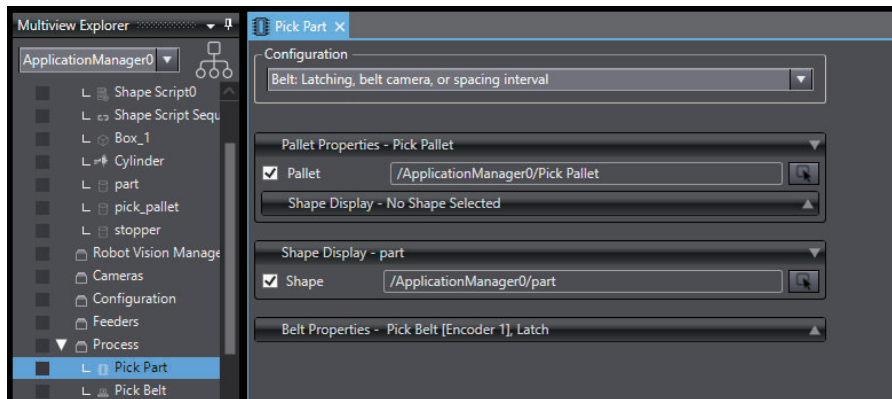 Multiview Explorer
ApplicationManager0
Shape Script0
Shape Script Sequ
Box_1
Cylinder
part
pick_pallet
stopper
Robot Vision Manage
Cameras
Configuration
Feeders
Process
Pick Part
Pick Belt
Pick Part
Configuration
Belt: Latching, belt camera, or spacing interval
Pallet Properties - Pick Pallet
Pallet /ApplicationManager0/Pick Pallet
Shape Display - No Shape Selected
Shape Display - part
Shape /ApplicationManager0/part
Belt Properties - Pick Belt [Encoder 1], Latch